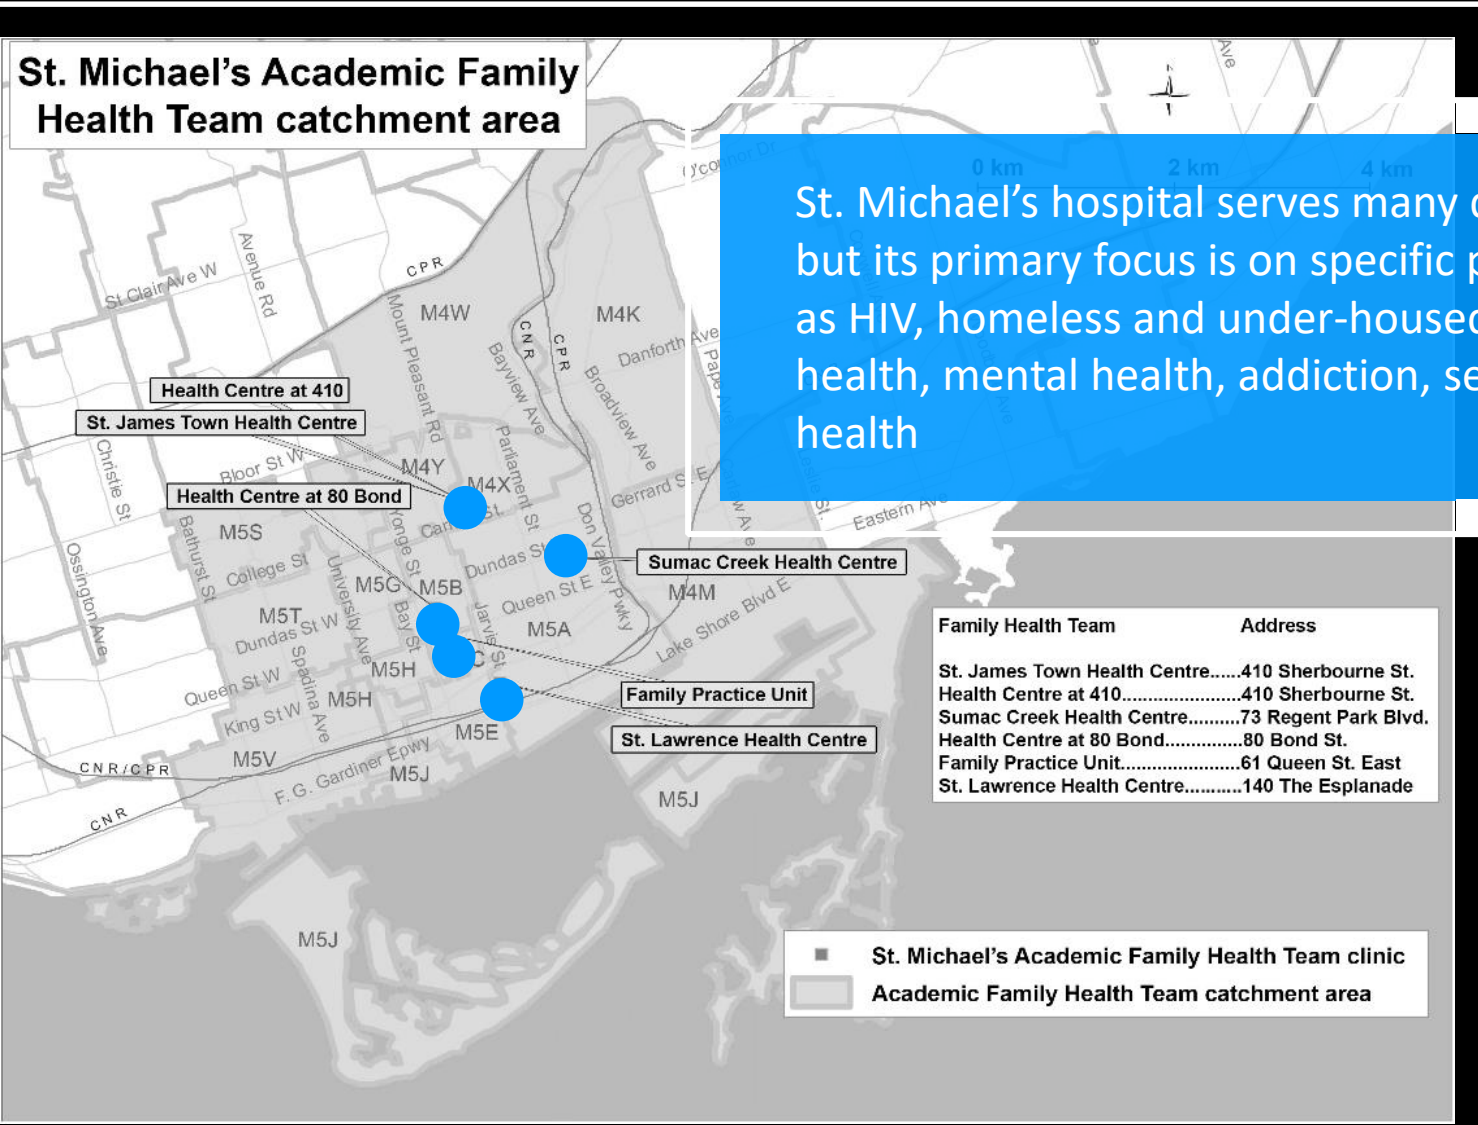 St. Michael's Academic Family
Health Team catchment area
Ave
O'connor Dr
0 km 2 km 4 km
St. Michael’s hospital serves many
but its primary focus is on specific
as HIV, homeless and under-housed
health, mental health, addiction,
health
Avenue Rd
St Clair Ave W
CPR
M4W
M4K
Mount Pleasant Rd
CNR
CPR
Bayview Ave
Broadview Ave
Danforth Ave
Pape
Health Centre at 410
St. James Town Health Centre
Christie St
Bloor St W
M4Y
M4X
Parliament St
Gerrard S E
Health Centre at 80 Bond
Leslie St.
Eastern Ave
M5S
Bathurst St
Yonge St
St.
Don Valley Pwky
Ossington Ave
College St
University Ave
M5G
M5B
Dundas S
Sumac Creek Health Centre
M5T
Dundas St W
Bay St
Jarvis St
Queen St E
M5A
M4M
Lake Shore Blvd E
Spadina Ave
M5H
C
Queen St W
M5H
Family Practice Unit
King St W
M5E
St. Lawrence Health Centre
CNR/CPR
M5V
F. G. Gardiner Epwy
M5J
M5J
CNR
Family Health Team Address
St. James Town Health Centre......410 Sherbourne St.
Health Centre at 410.......................410 Sherbourne St.
Sumac Creek Health Centre..........73 Regent Park Blvd.
Health Centre at 80 Bond...............80 Bond St.
Family Practice Unit.......................61 Queen St. East
St. Lawrence Health Centre...........140 The Esplanade
M5J
St. Michael's Academic Family Health Team clinic
Academic Family Health Team catchment area